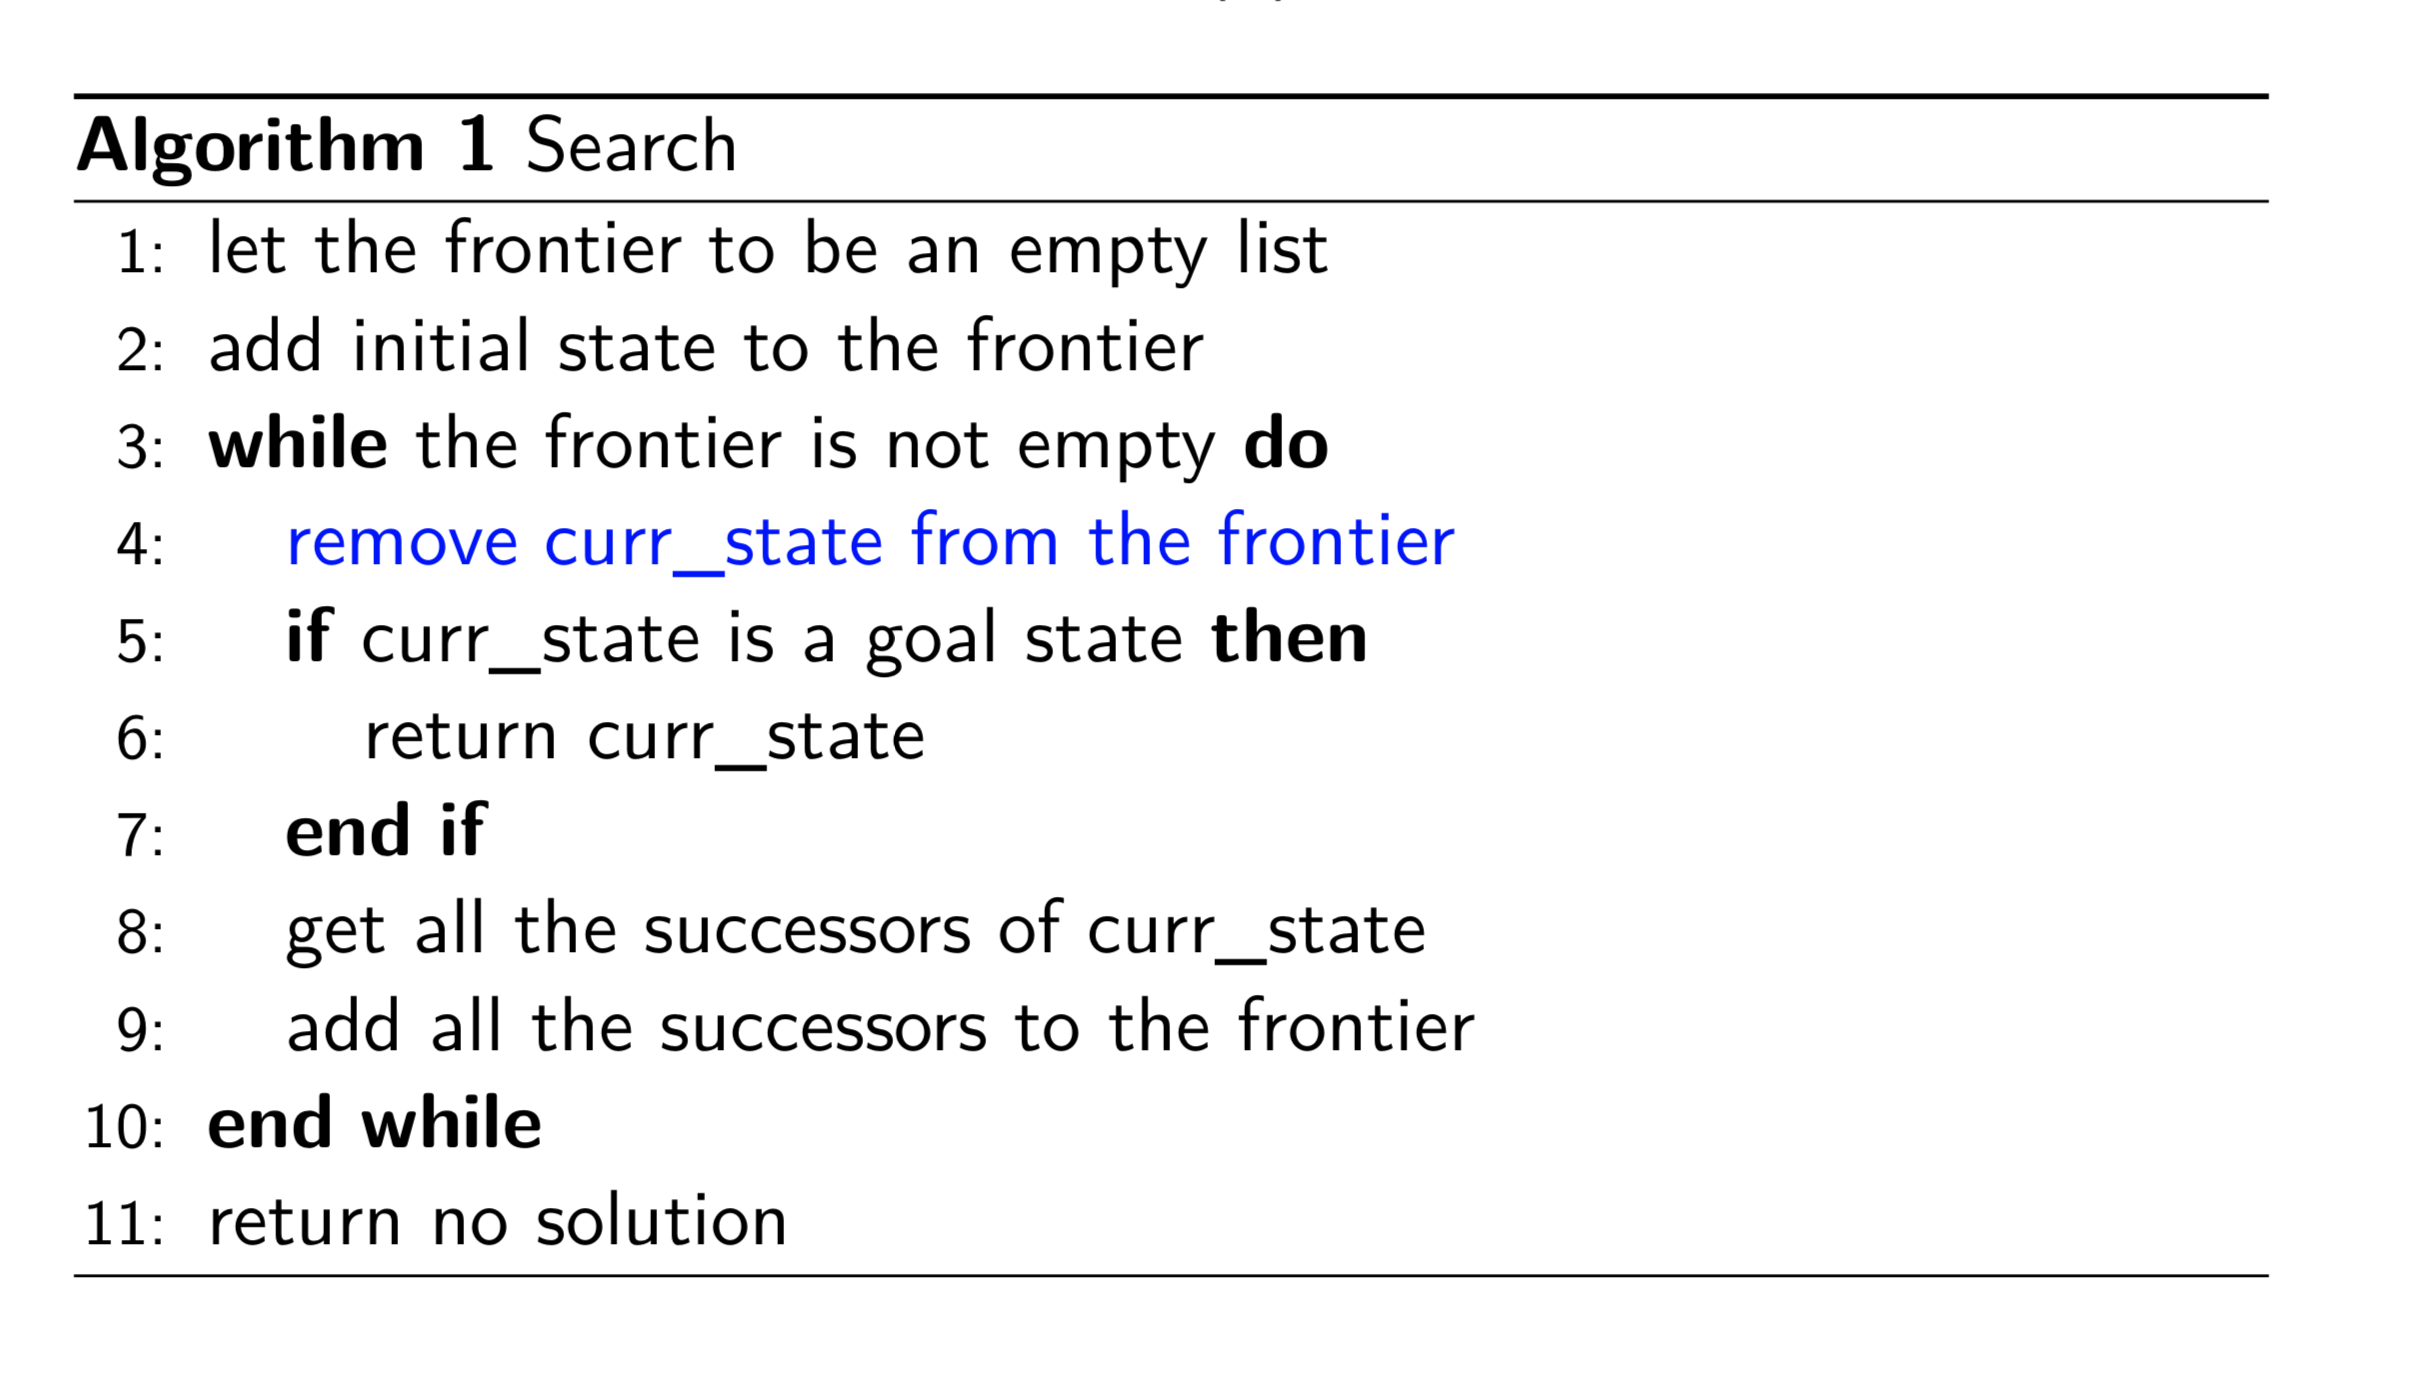 Algorithm 1 Search
1: let the frontier to be an empty list
2: add initial state to the frontier
3: while the frontier is not empty do
4: remove curr_state from the frontier
5: if curr_state is a goal state then
6: return curr_state
7: end if
8: get all the successors of curr_state
9: add all the successors to the frontier
10: end while
11: return no solution